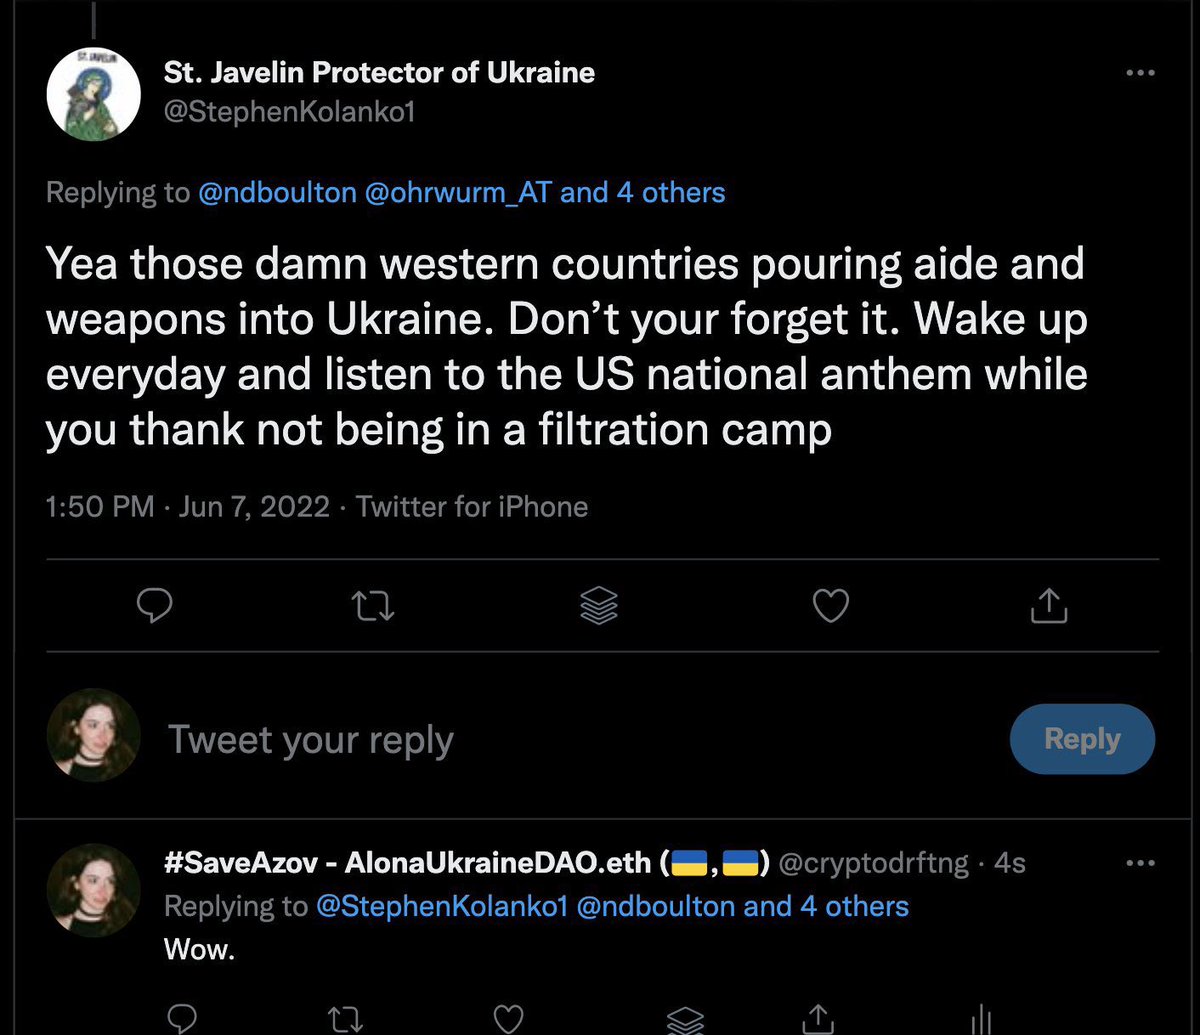 ST. JAVELIN
St. Javelin Protector of Ukraine
@StephenKolanko1
Replying to @ndboulton @ohrwurm_AT and 4 others
Yea those damn western countries pouring aide and
weapons into Ukraine. Don’t your forget it. Wake up
everyday and listen to the US national anthem while
you thank not being in a filtration camp
1:50 PM · Jun 7, 2022 · Twitter for iPhone
Tweet your reply
Reply
#SaveAzov - AlonaUkraineDAO.eth (🇺🇦,🇺🇦) @cryptodrftng · 4s
Replying to @StephenKolanko1 @ndboulton and 4 others
Wow.